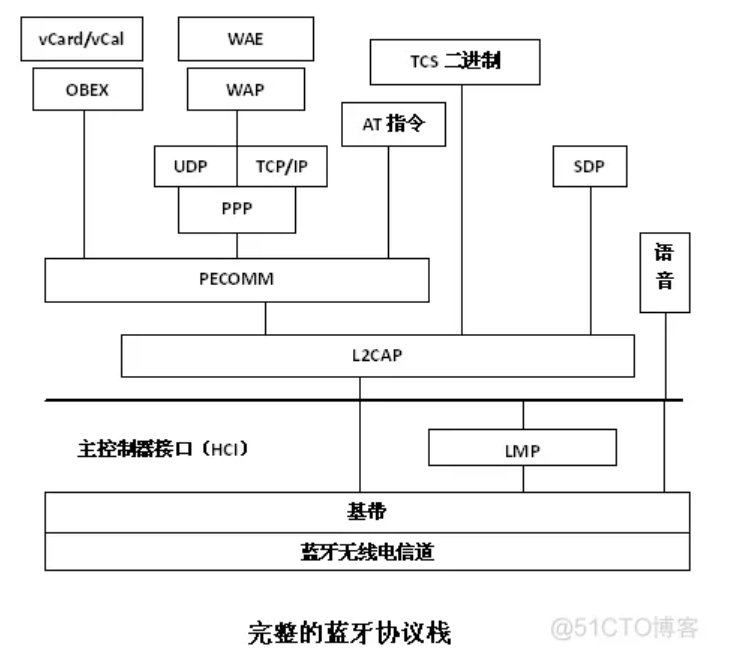 vCard/vCal
WAE
TCS 二进制
OBEX
WAP
AT 指令
UDP
TCP/IP
SDP
PPP
语
音
PECOMM
L2CAP
主控制器接口（HCI）
LMP
基带
蓝牙无线电信道
完整的蓝牙协议栈
@51CTO博客